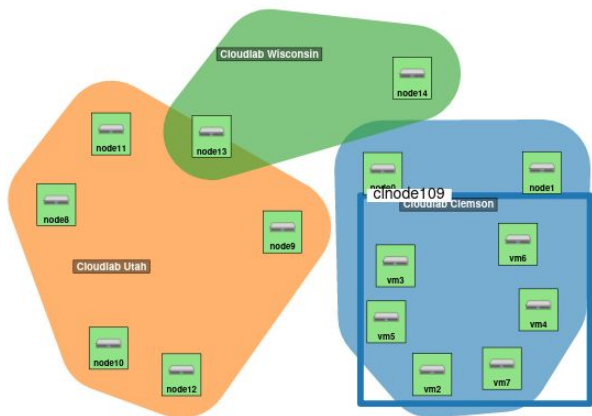 Cloudlab Wisconsin
node14
node11
node13
node0
node1
clnode109
Cloudlab Clemson
node8
node9
vm6
Cloudlab Utah
vm3
vm5
vm4
node10
node12
vm2
vm7